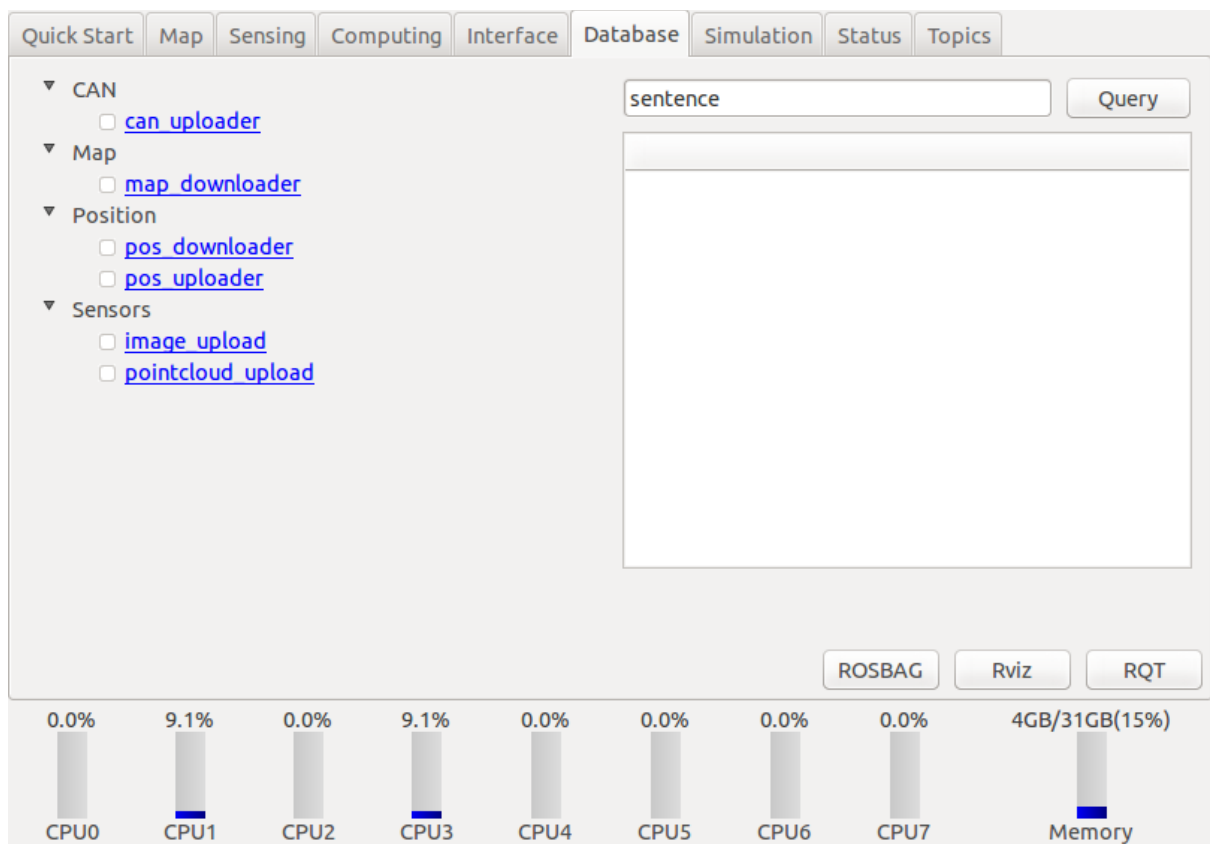 Quick Start Map Sensing Computing Interface Database Simulation Status Topics
CAN
can_uploader
Map
map_downloader
Position
pos_downloader
pos_uploader
Sensors
image_upload
pointcloud_upload
sentence Query
ROSBAG Rviz RQT
0.0% 9.1% 0.0% 9.1% 0.0% 0.0% 0.0% 0.0% 4GB/31GB(15%)
CPU0 CPU1 CPU2 CPU3 CPU4 CPU5 CPU6 CPU7 Memory